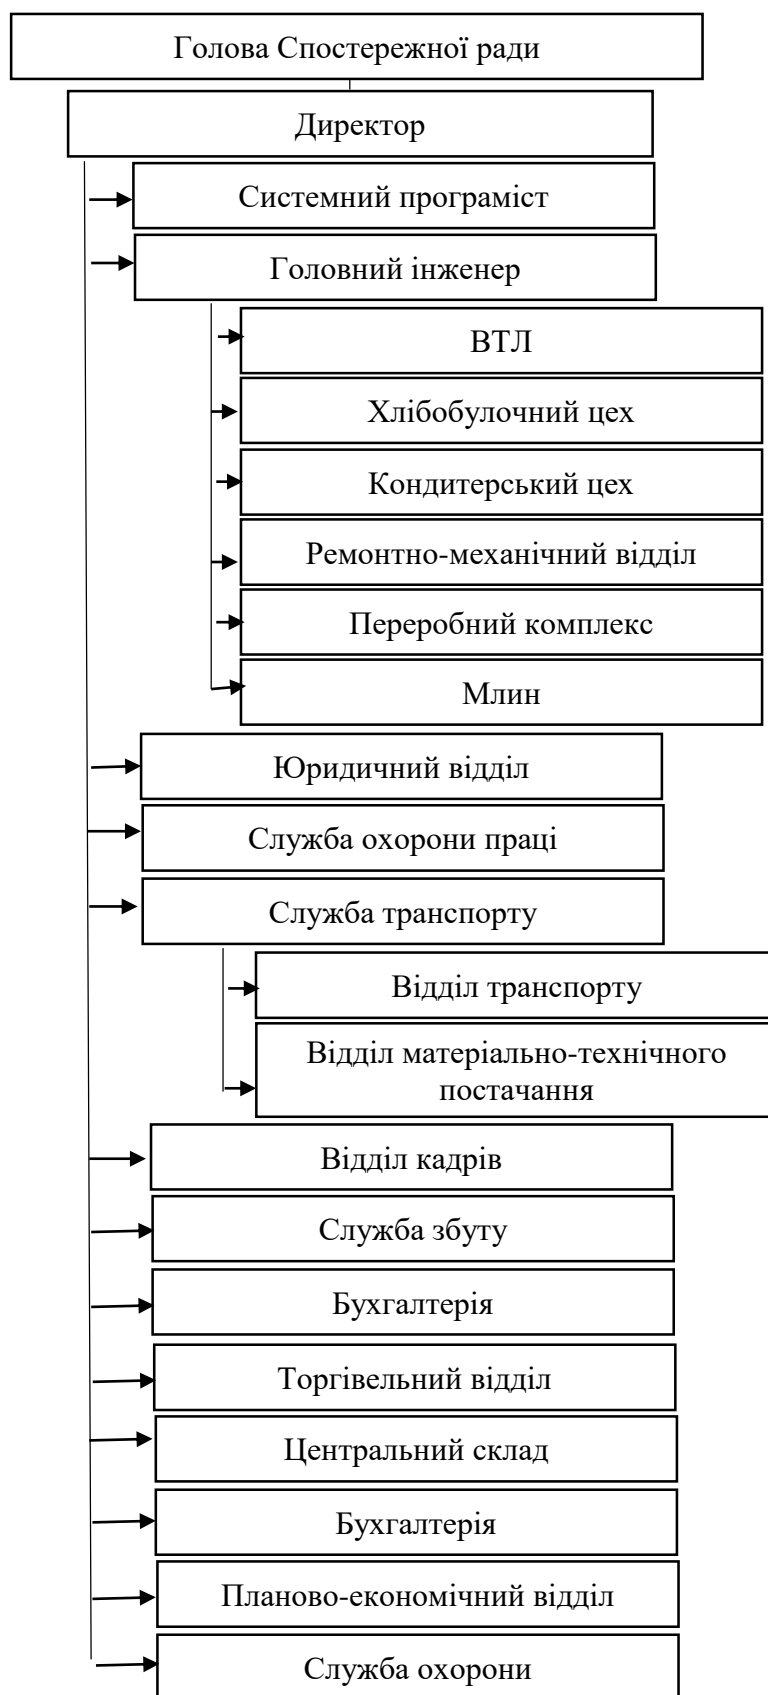 Голова Спостережної ради
Директор
Системний програміст
Головний інженер
ВТЛ
Хлібобулочний цех
Кондитерський цех
Ремонтно-механічний відділ
Переробний комплекс
Млин
Юридичний відділ
Служба охорони праці
Служба транспорту
Відділ транспорту
Відділ матеріально-технічного
постачання
Відділ кадрів
Служба збуту
Бухгалтерія
Торгівельний відділ
Центральний склад
Бухгалтерія
Планово-економічний відділ
Служба охорони